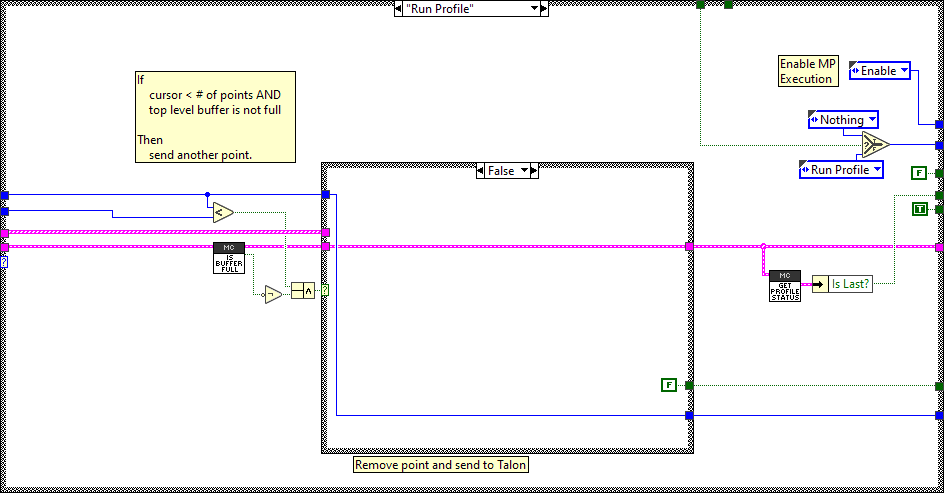 "Run Profile"
Enable MP
Execution
Enable
If
cursor < # of points AND
top level buffer is not full
Then
send another point.
Nothing
?
T
F
Run Profile
False
F
<
T
MC
IS
BUFFER
FULL
?
¬
∧
?
MC
GET
PROFILE
STATUS
Is Last?
F
Remove point and send to Talon